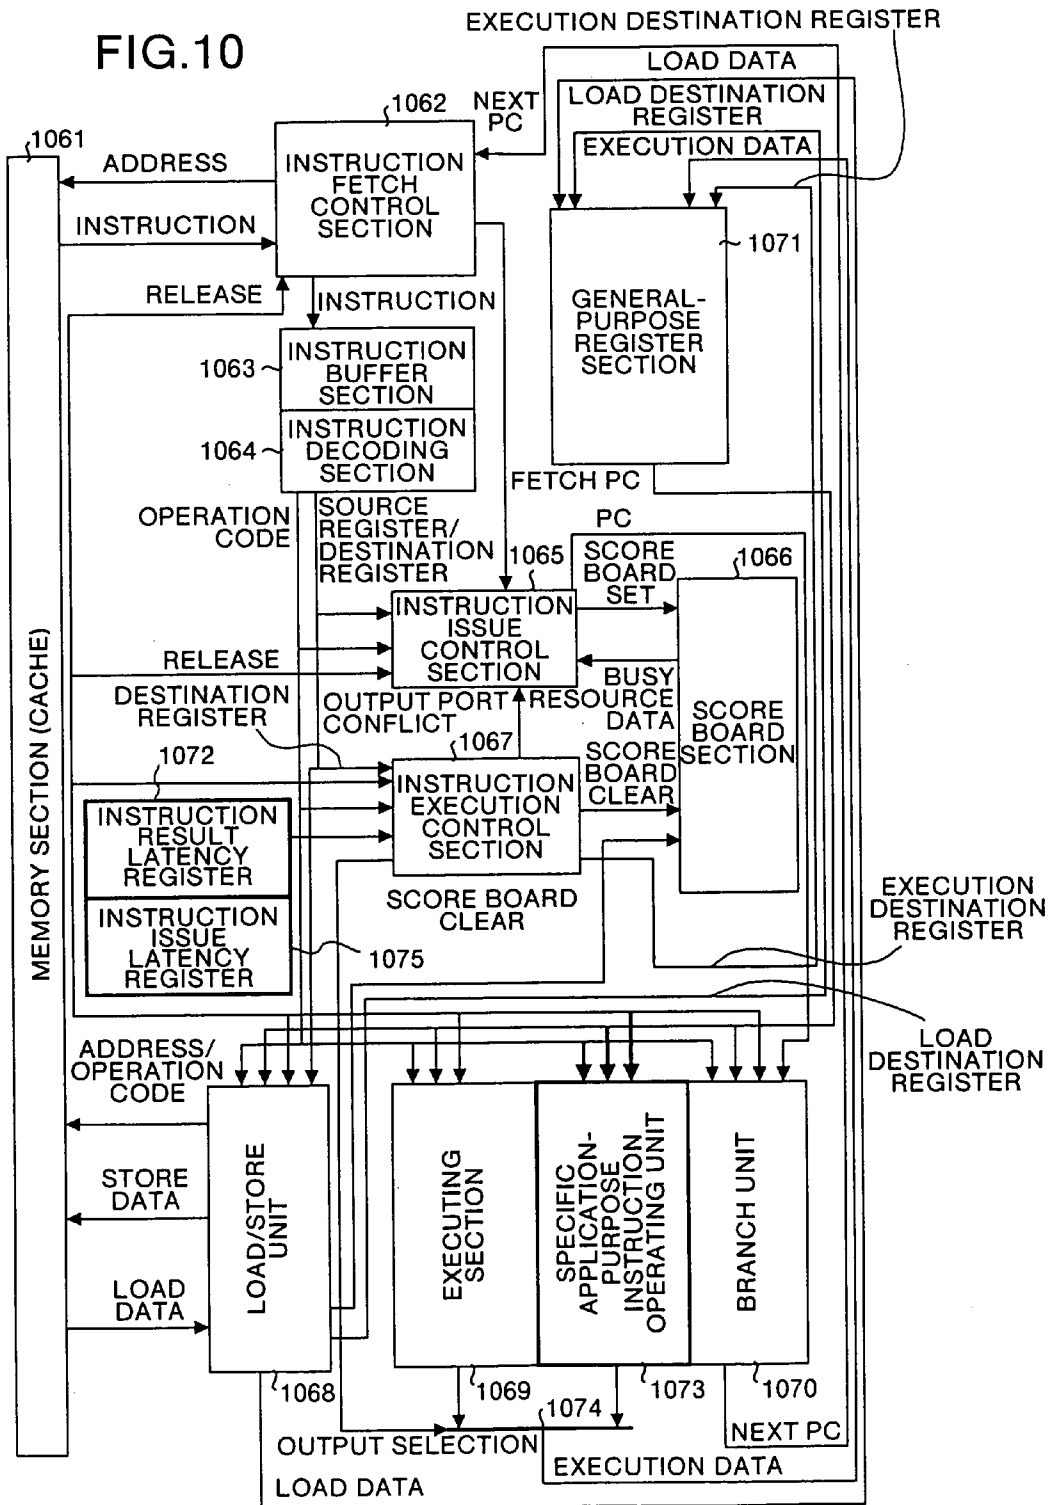 FIG.10
EXECUTION DESTINATION REGISTER
LOAD DATA
NEXT
PC
LOAD DESTINATION
REGISTER
EXECUTION DATA
1061
1062
ADDRESS
INSTRUCTION
INSTRUCTION
FETCH
CONTROL
SECTION
RELEASE
INSTRUCTION
1071
GENERAL-
PURPOSE
REGISTER
SECTION
1063
INSTRUCTION
BUFFER
SECTION
1064
INSTRUCTION
DECODING
SECTION
FETCH PC
OPERATION
CODE
SOURCE
REGISTER/
DESTINATION
REGISTER
PC
1065
SCORE
BOARD
SET
1066
INSTRUCTION
ISSUE
CONTROL
SECTION
MEMORY SECTION (CACHE)
RELEASE
DESTINATION
REGISTER
OUTPUT PORT
CONFLICT
BUSY
RESOURCE
DATA
SCORE
BOARD
SECTION
1067
SCORE
BOARD
CLEAR
1072
INSTRUCTION
EXECUTION
CONTROL
SECTION
INSTRUCTION
RESULT
LATENCY
REGISTER
INSTRUCTION
ISSUE
LATENCY
REGISTER
1075
SCORE BOARD
CLEAR
EXECUTION
DESTINATION
REGISTER
LOAD
DESTINATION
REGISTER
ADDRESS/
OPERATION
CODE
STORE
DATA
LOAD
DATA
LOAD/STORE
UNIT
EXECUTING
SECTION
SPECIFIC
APPLICATION-
PURPOSE
INSTRUCTION
OPERATING UNIT
BRANCH UNIT
1068
1069
1073
1070
1074
OUTPUT SELECTION
NEXT PC
EXECUTION DATA
LOAD DATA